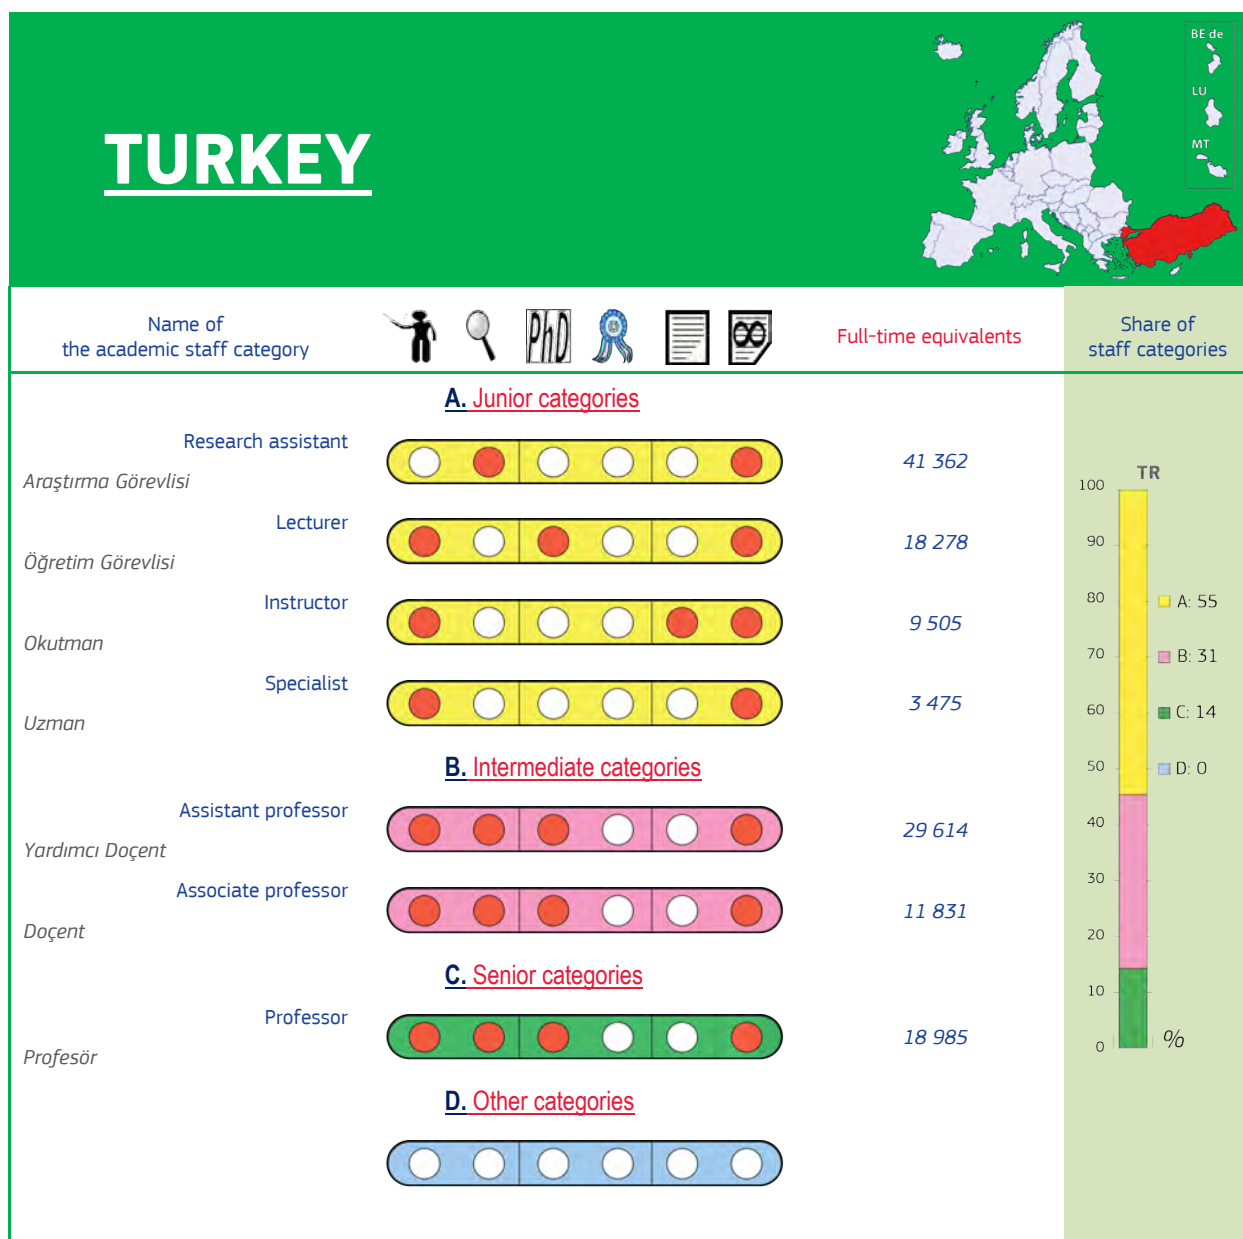 BE de
LU
MT
TURKEY
Name of
the academic staff category
PhD
Full-time equivalents
Share of
staff categories
A. Junior categories
Research assistant
Araştırma Görevlisi
41 362
Lecturer
Öğretim Görevlisi
18 278
Instructor
Okutman
9 505
Specialist
Uzman
3 475
B. Intermediate categories
Assistant professor
Yardımcı Doçent
29 614
Associate professor
Doçent
11 831
C. Senior categories
Professor
Profesör
18 985
D. Other categories
TR
100
90
80
70
60
50
40
30
20
10
0
%
A: 55
B: 31
C: 14
D: 0